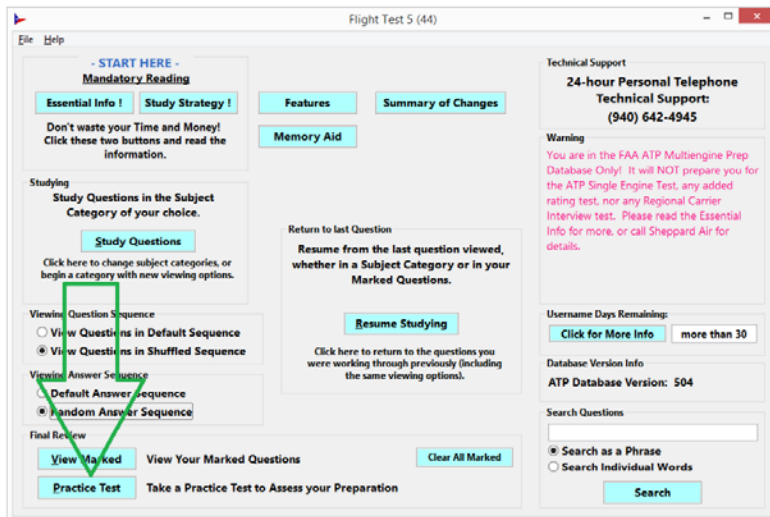 Flight Test 5 (44)
File Help
- START HERE -
Mandatory Reading
Essential Info !
Study Strategy !
Don't waste your Time and Money!
Click these two buttons and read the
information.
Features
Summary of Changes
Memory Aid
Studying
Study Questions in the Subject
Category of your choice.
Study Questions
Click here to change subject categories, or
begin a category with new viewing options.
Viewing Question Sequence
View Questions in Default Sequence
View Questions in Shuffled Sequence
Viewing Answer Sequence
Default Answer Sequence
Random Answer Sequence
Return to last Question
Resume from the last question viewed,
whether in a Subject Category or in your
Marked Questions.
Resume Studying
Click here to return to the questions you
were working through previously (including
the same viewing options).
Final Review
View Marked
View Your Marked Questions
Clear All Marked
Practice Test
Take a Practice Test to Assess your Preparation
Technical Support
24-hour Personal Telephone
Technical Support:
(940) 642-4945
Warning
You are in the FAA ATP Multiengine Prep
Database Only! It will NOT prepare you for
the ATP Single Engine Test, any added
rating test, nor any Regional Carrier
Interview test. Please read the Essential
Info for more, or call Sheppard Air for
details.
Username Days Remaining:
Click for More Info
more than 30
Database Version Info
ATP Database Version: 504
Search Questions
Search as a Phrase
Search Individual Words
Search